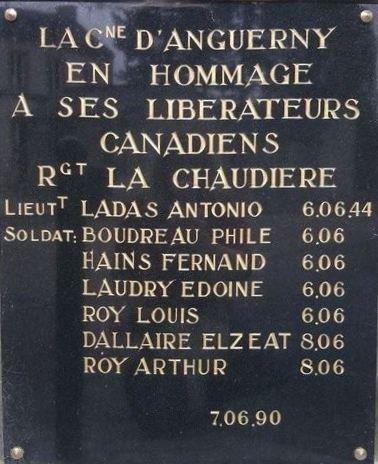 LA CNE D'ANGUERNY
EN HOMMAGE
A SES LIBERATEURS
CANADIENS
RGT LA CHAUDIERE
LIEUTT LADAS ANTONIO 6.06.44
SOLDAT: BOUDREAU PHILE 6.06
HAINS FERNAND 6.06
LAUDRY EDOINE 6.06
ROY LOUIS 6.06
DALLAIRE ELZEAT 8.06
ROY ARTHUR 8.06
7.06.90